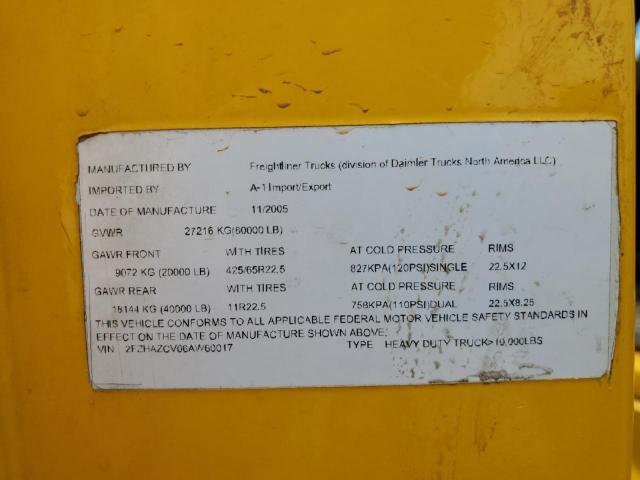 MANUFACTURED BY Freightliner Trucks (division of Daimler Trucks North America LLC)
IMPORTED BY A-1 Import/Export
DATE OF MANUFACTURE 11/2005
GVWR 27216 KG(60000 LB)
GAWR FRONT WITH TIRES AT COLD PRESSURE RIMS
9072 KG (20000 LB) 425/65R22.5 827KPA(120PSI)SINGLE 22.5X12
GAWR REAR WITH TIRES AT COLD PRESSURE RIMS
18144 KG (40000 LB) 11R22.5 758KPA(110PSI)DUAL 22.5X8.25
THIS VEHICLE CONFORMS TO ALL APPLICABLE FEDERAL MOTOR VEHICLE SAFETY STANDARDS IN
EFFECT ON THE DATE OF MANUFACTURE SHOWN ABOVE.
VIN 2FZHAZCV06AW60017 TYPE HEAVY DUTY TRUCK>10,000LBS